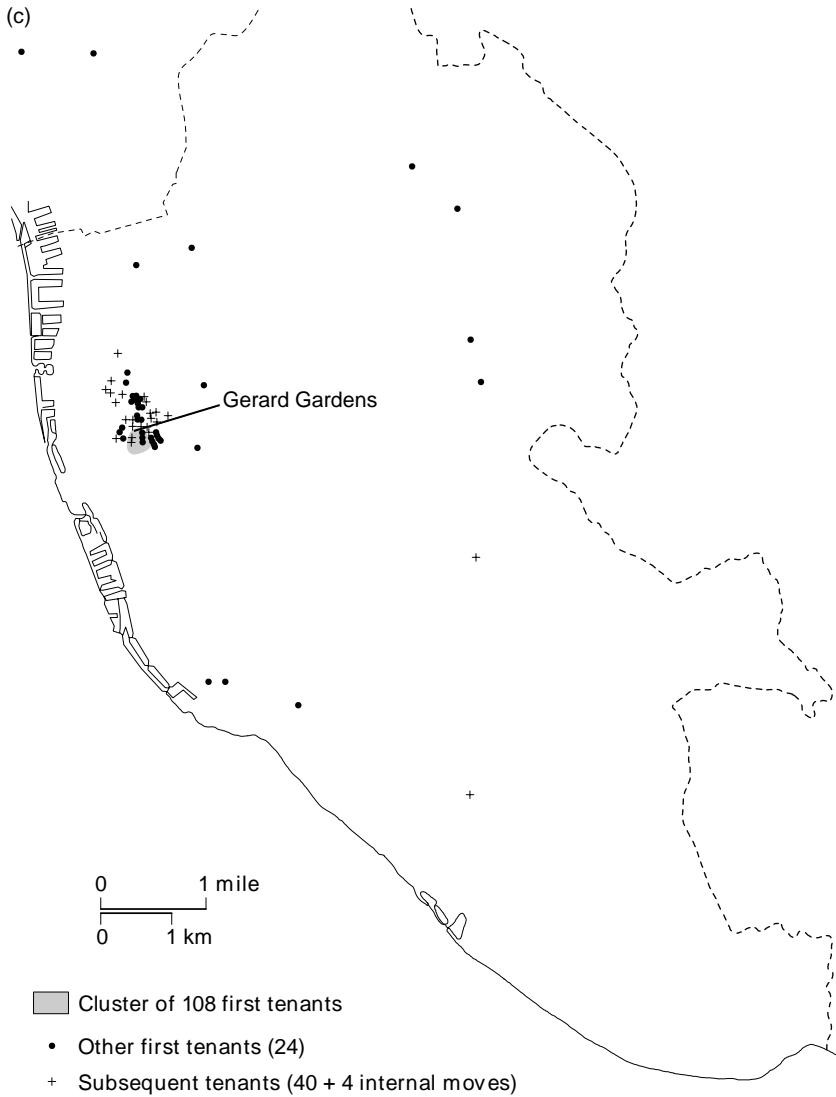 (c)
Gerard Gardens
0 1 mile
0 1 km
Cluster of 108 first tenants
Other first tenants (24)
Subsequent tenants (40 + 4 internal moves)